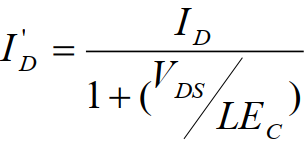 I'_D = I_D / (1 + (V_DS / LE_C))